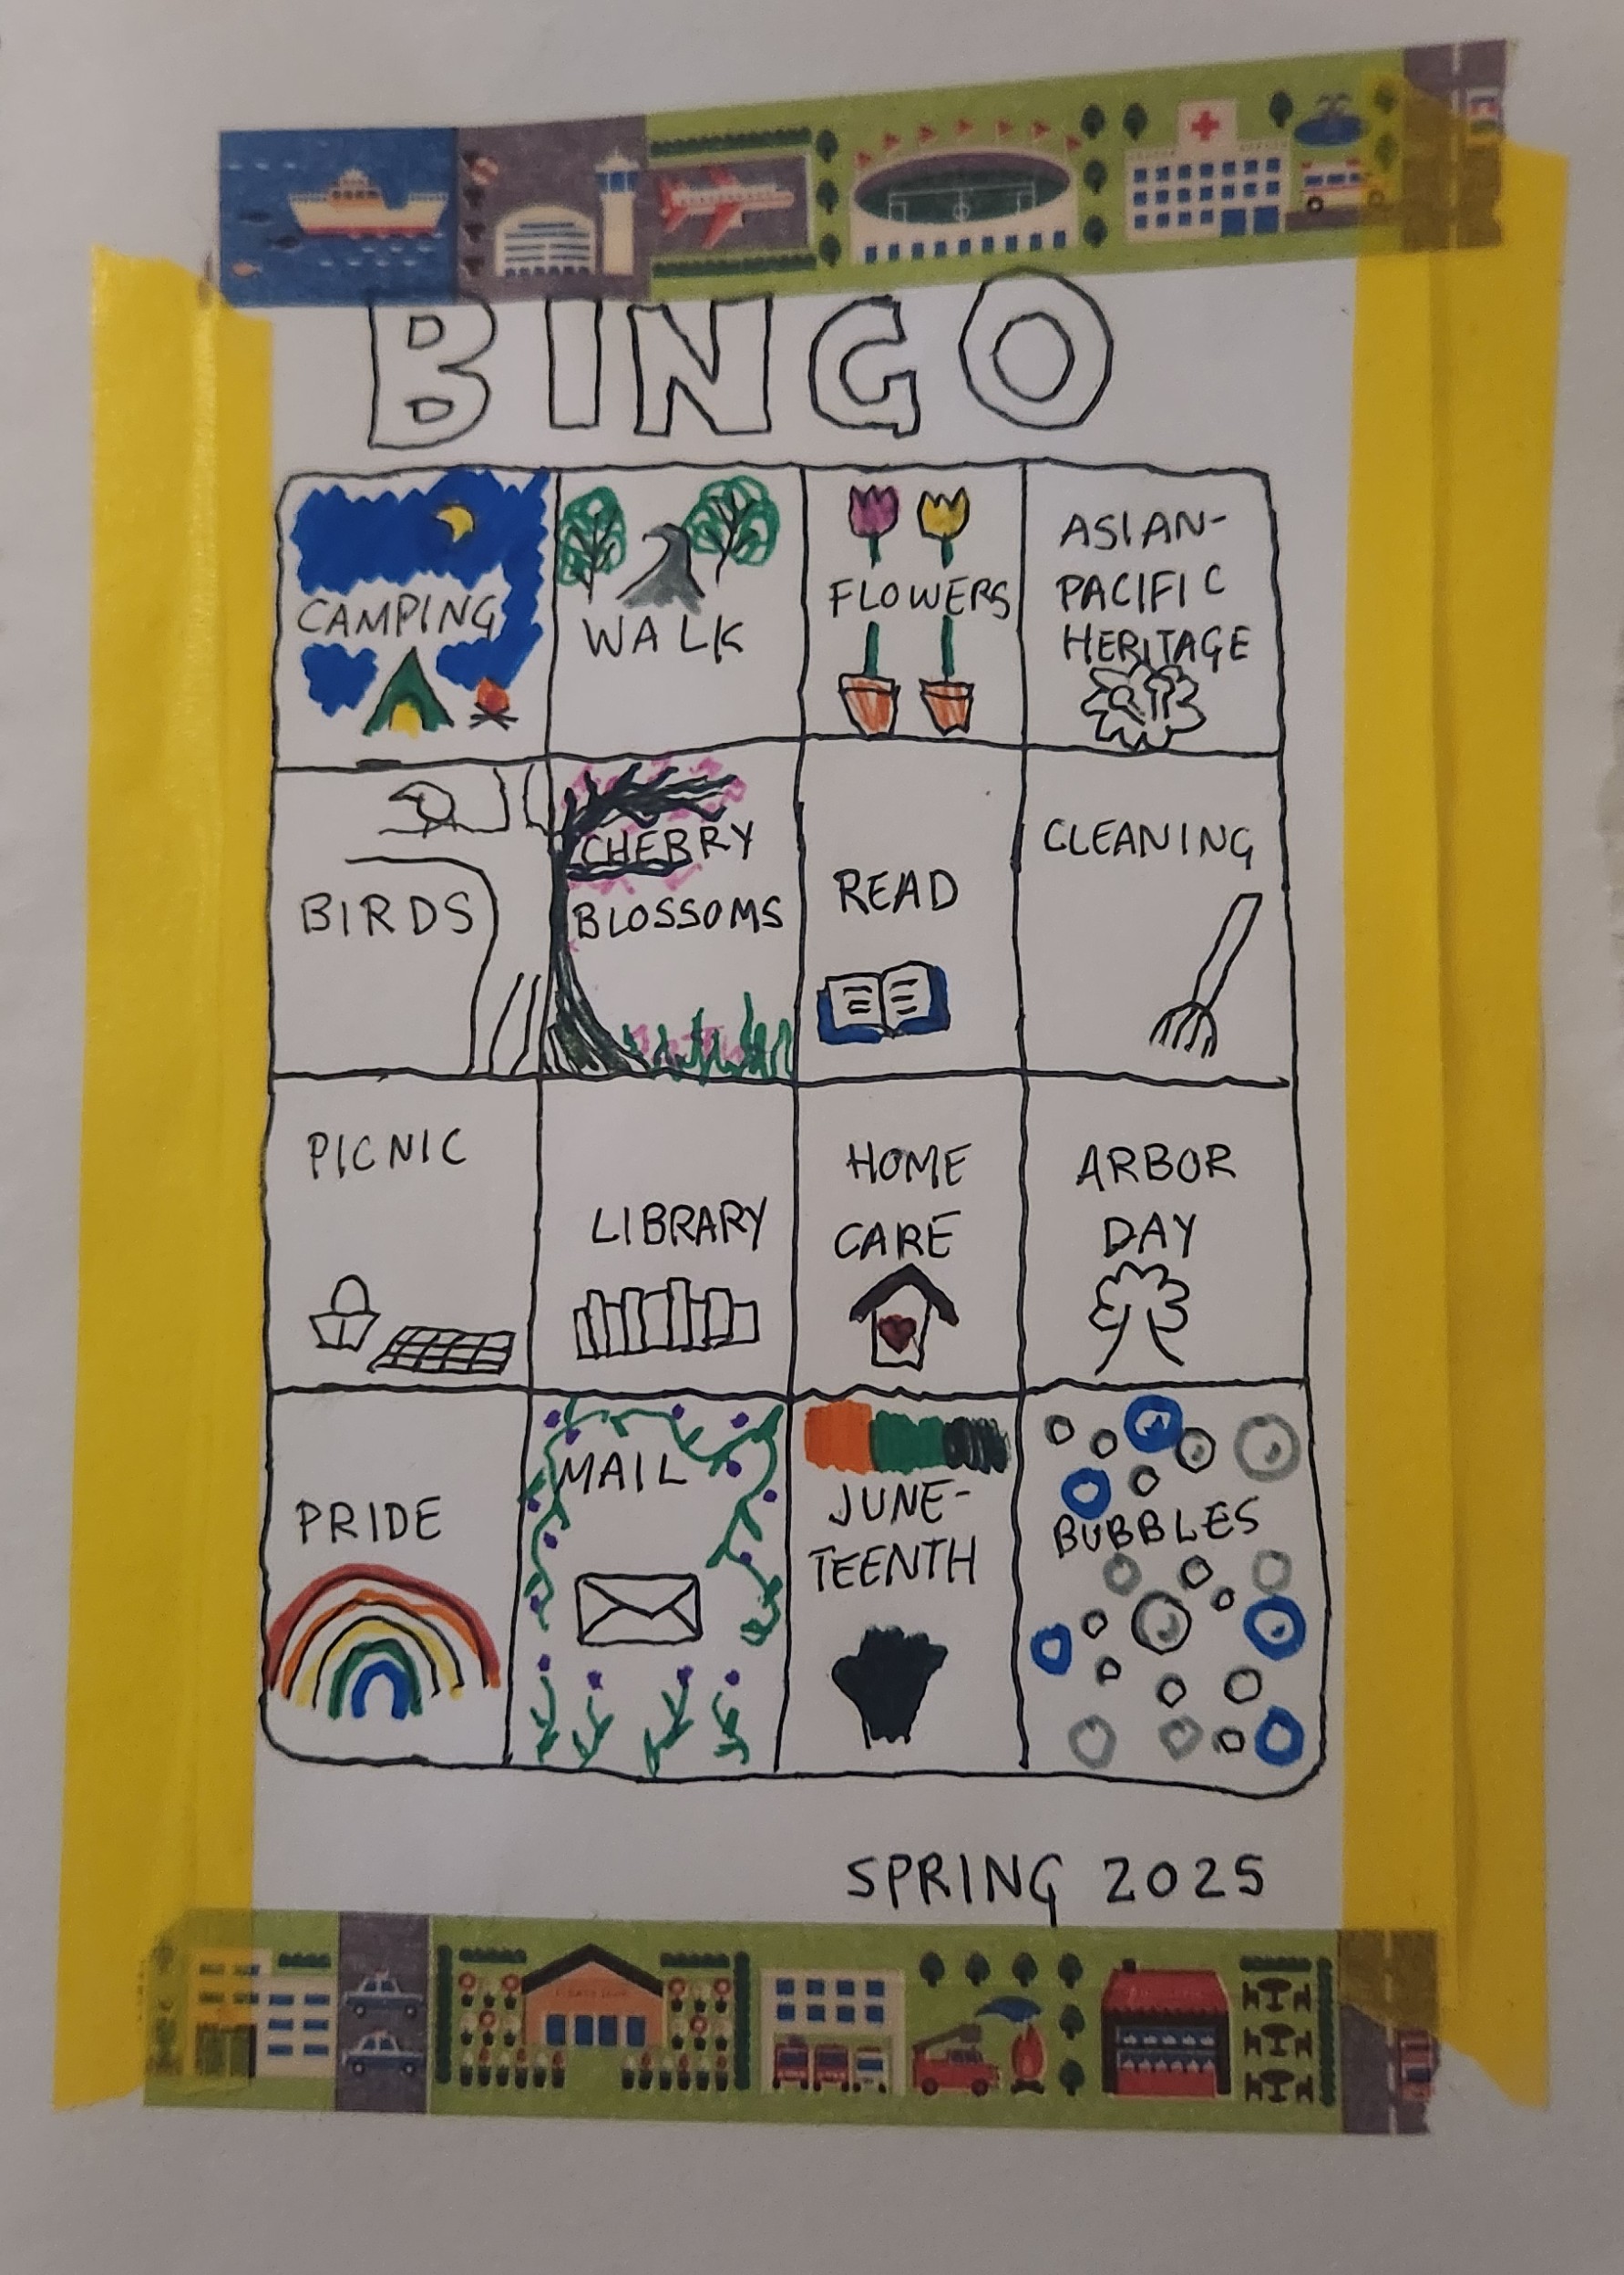 BINGO
CAMPING
WALK
FLOWERS
ASIAN-
PACIFIC
HERITAGE
BIRDS
CHERRY
BLOSSOMS
READ
CLEANING
PICNIC
LIBRARY
HOME
CARE
ARBOR
DAY
PRIDE
MAIL
JUNE-
TEENTH
BUBBLES
SPRING 2025